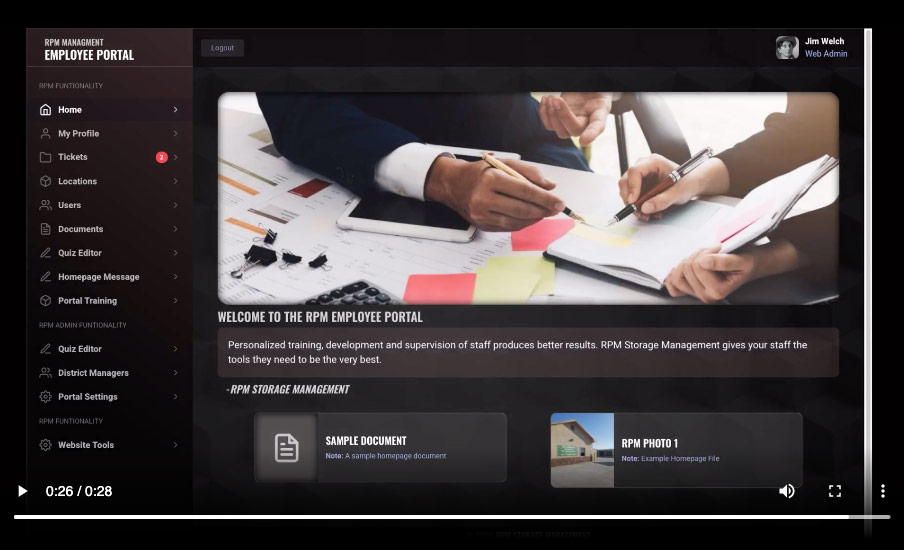 RPM MANAGMENT
EMPLOYEE PORTAL
Logout
Jim Welch
Web Admin
RPM FUNTIONALITY
Home
My Profile
Tickets
2
Locations
Users
Documents
Quiz Editor
Homepage Message
Portal Training
RPM ADMIN FUNTIONALITY
Quiz Editor
District Managers
Portal Settings
RPM FUNTIONALITY
Website Tools
WELCOME TO THE RPM EMPLOYEE PORTAL
Personalized training, development and supervision of staff produces better results. RPM Storage Management gives your staff the
tools they need to be the very best.
-RPM STORAGE MANAGEMENT
SAMPLE DOCUMENT
Note: A sample homepage document
RPM PHOTO 1
Note: Example Homepage File
0:26 / 0:28
RPM STORAGE MANAGEMENT